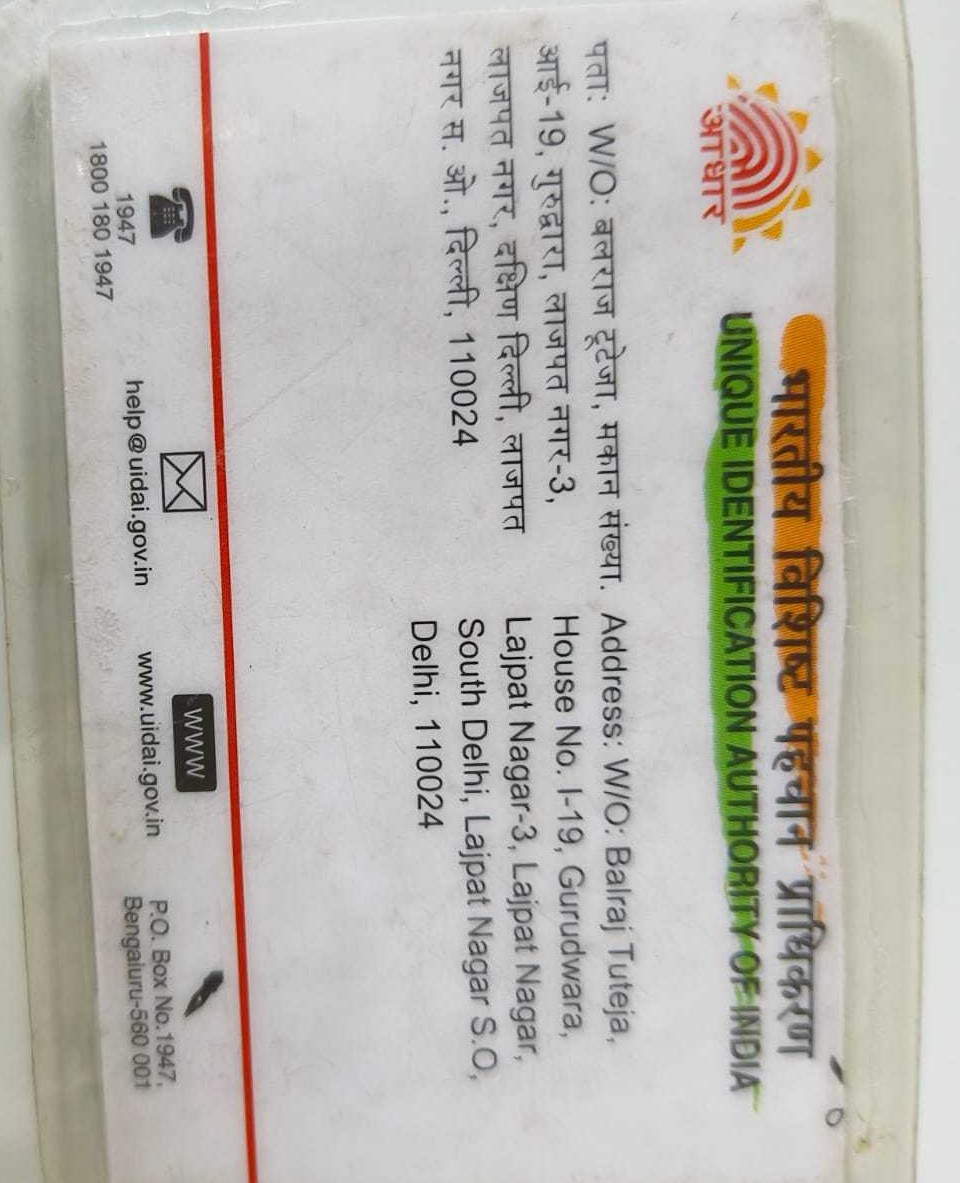 आधार
भारतीय विशिष्ट पहचान प्राधिकरण
UNIQUE IDENTIFICATION AUTHORITY OF INDIA
पता: W/O: बलराज टूटेजा, मकान संख्या.
आई-19, गुरुद्वारा, लाजपत नगर-3,
लाजपत नगर, दक्षिण दिल्ली, लाजपत
नगर स. ओ., दिल्ली, 110024
Address: W/O: Balraj Tuteja,
House No. I-19, Gurudwara,
Lajpat Nagar-3, Lajpat Nagar,
South Delhi, Lajpat Nagar S.O,
Delhi, 110024
1947
1800 180 1947
help@uidai.gov.in
WWW
www.uidai.gov.in
P.O. Box No.1947,
Bengaluru-560 001